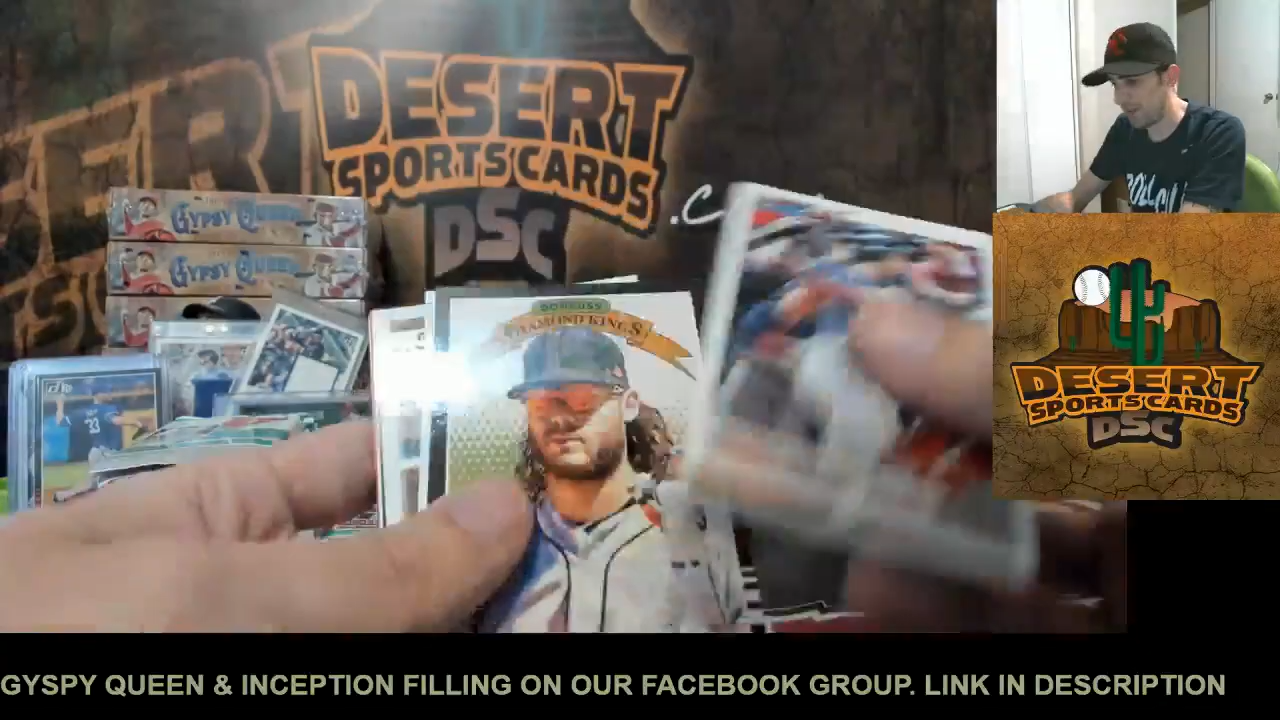 DESERT
SPORTS CARDS
.C
DSC
GYPSY QUEEN
GYPSY QUEEN
DONRUSS
DIAMOND KINGS
33
DESERT
SPORTS CARDS
DSC
GYSPY QUEEN & INCEPTION FILLING ON OUR FACEBOOK GROUP. LINK IN DESCRIPTION